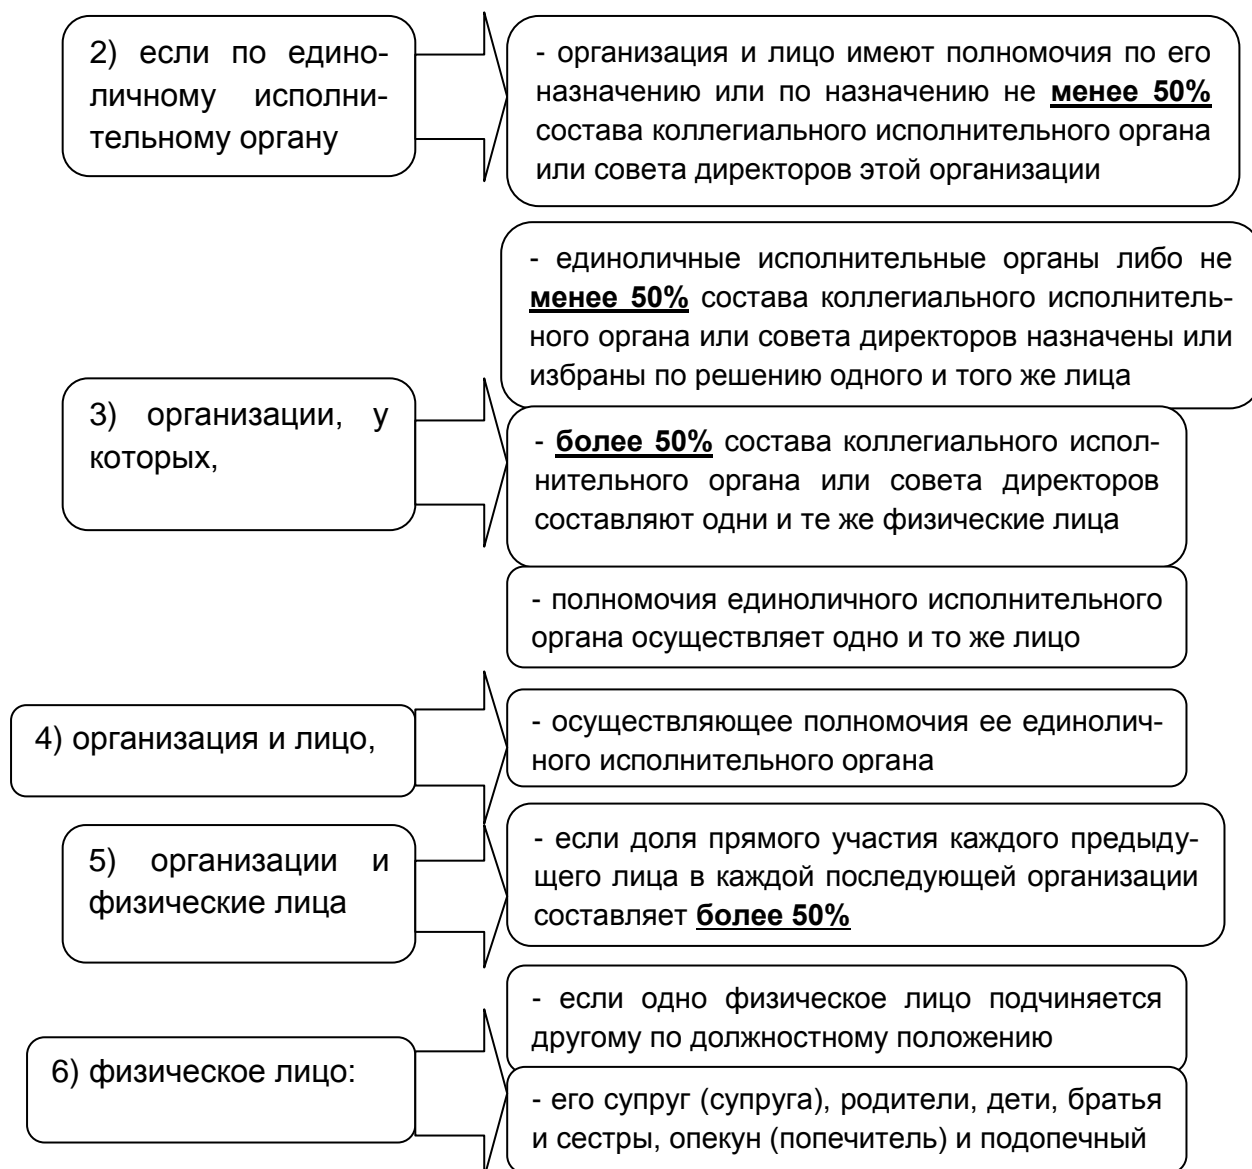 2) если по едино-
личному исполни-
тельному органу
- организация и лицо имеют полномочия по его
назначению или по назначению не менее 50%
состава коллегиального исполнительного органа
или совета директоров этой организации
3) организации, у
которых,
- единоличные исполнительные органы либо не
менее 50% состава коллегиального исполнитель-
ного органа или совета директоров назначены или
избраны по решению одного и того же лица
- более 50% состава коллегиального испол-
нительного органа или совета директоров
составляют одни и те же физические лица
- полномочия единоличного исполнительного
органа осуществляет одно и то же лицо
4) организация и лицо,
- осуществляющее полномочия ее единолич-
ного исполнительного органа
5) организации и
физические лица
- если доля прямого участия каждого предыду-
щего лица в каждой последующей организации
составляет более 50%
6) физическое лицо:
- если одно физическое лицо подчиняется
другому по должностному положению
- его супруг (супруга), родители, дети, братья
и сестры, опекун (попечитель) и подопечный